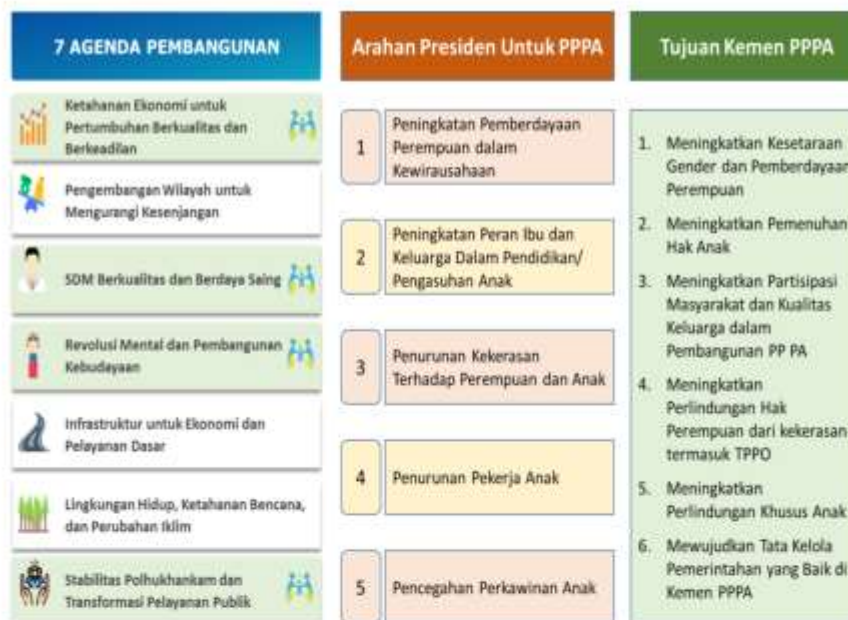 7 AGENDA PEMBANGUNAN
Ketahanan Ekonomi untuk
Pertumbuhan Berkualitas dan
Berkeadilan
Pengembangan Wilayah untuk
Mengurangi Kesenjangan
SDM Berkualitas dan Berdaya Saing
Revolusi Mental dan Pembangunan
Kebudayaan
Infrastruktur untuk Ekonomi dan
Pelayanan Dasar
Lingkungan Hidup, Ketahanan Bencana,
dan Perubahan Iklim
Stabilitas Polhukhankam dan
Transformasi Pelayanan Publik
Arahan Presiden Untuk PPPA
1
Peningkatan Pemberdayaan
Perempuan dalam
Kewirausahaan
2
Peningkatan Peran Ibu dan
Keluarga Dalam Pendidikan/
Pengasuhan Anak
3
Penurunan Kekerasan
Terhadap Perempuan dan Anak
4
Penurunan Pekerja Anak
5
Pencegahan Perkawinan Anak
Tujuan Kemen PPPA
1. Meningkatkan Kesetaraan
Gender dan Pemberdayaan
Perempuan
2. Meningkatkan Pemenuhan
Hak Anak
3. Meningkatkan Partisipasi
Masyarakat dan Kualitas
Keluarga dalam
Pembangunan PP PA
4. Meningkatkan
Perlindungan Hak
Perempuan dari kekerasan
termasuk TPPO
5. Meningkatkan
Perlindungan Khusus Anak
6. Mewujudkan Tata Kelola
Pemerintahan yang Baik di
Kemen PPPA